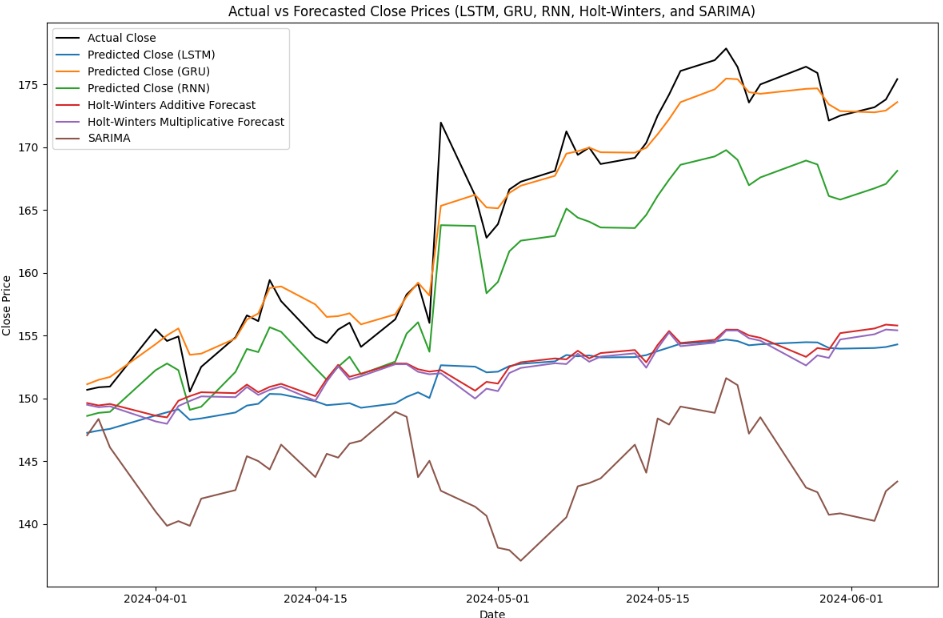 Actual vs Forecasted Close Prices (LSTM, GRU, RNN, Holt-Winters, and SARIMA)
Actual Close
Predicted Close (LSTM)
Predicted Close (GRU)
Predicted Close (RNN)
Holt-Winters Additive Forecast
Holt-Winters Multiplicative Forecast
SARIMA
175
170
165
160
155
150
145
140
Close Price
2024-04-01 2024-04-15 2024-05-01 2024-05-15 2024-06-01
Date